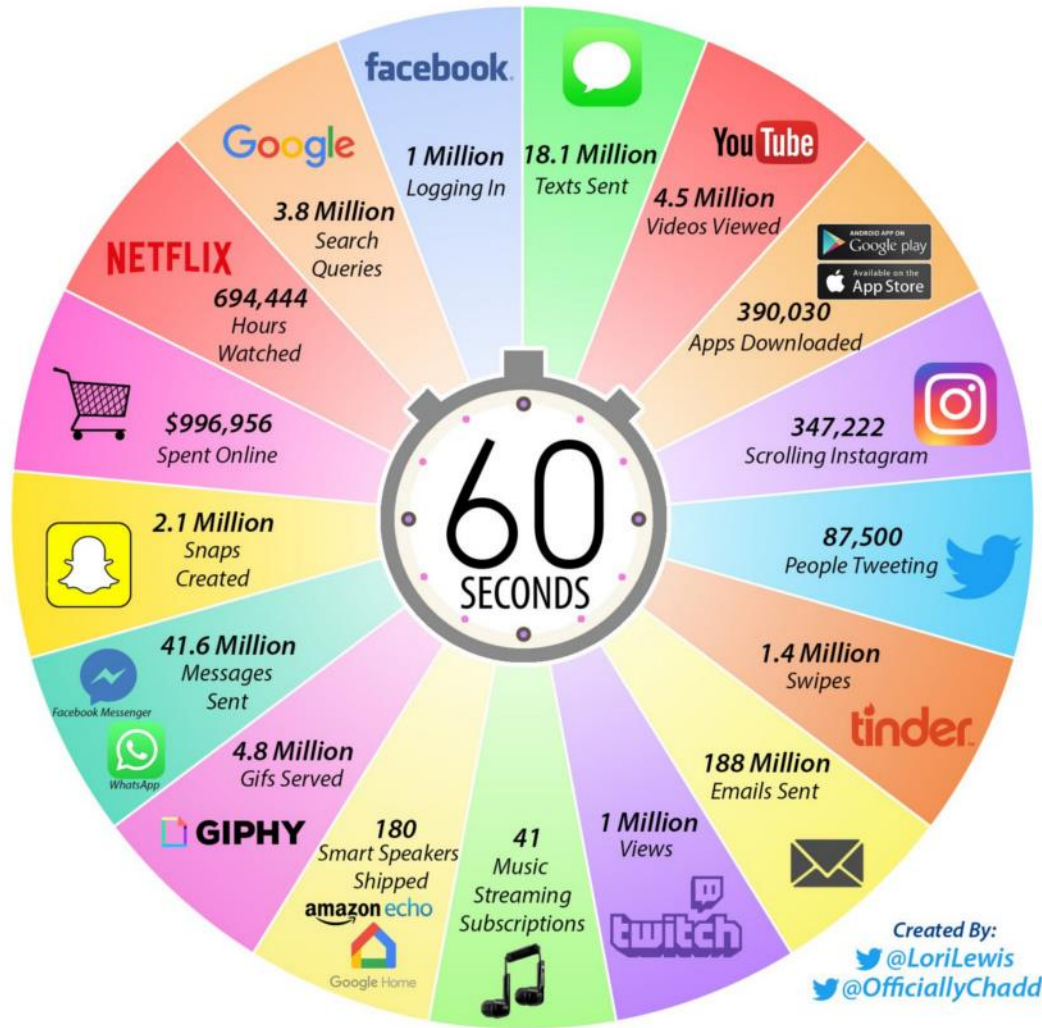 facebook.
1 Million
Logging In
18.1 Million
Texts Sent
YouTube
4.5 Million
Videos Viewed
ANDROID APP ON
Google play
Available on the
App Store
390,030
Apps Downloaded
347,222
Scrolling Instagram
87,500
People Tweeting
1.4 Million
Swipes
tinder
188 Million
Emails Sent
1 Million
Views
twitch
41
Music
Streaming
Subscriptions
180
Smart Speakers
Shipped
amazon echo
Google Home
4.8 Million
Gifs Served
GIPHY
41.6 Million
Messages
Sent
Facebook Messenger
WhatsApp
2.1 Million
Snaps
Created
$996,956
Spent Online
NETFLIX
694,444
Hours
Watched
Google
3.8 Million
Search
Queries
60
SECONDS
Created By:
@LoriLewis
@OfficiallyChadd